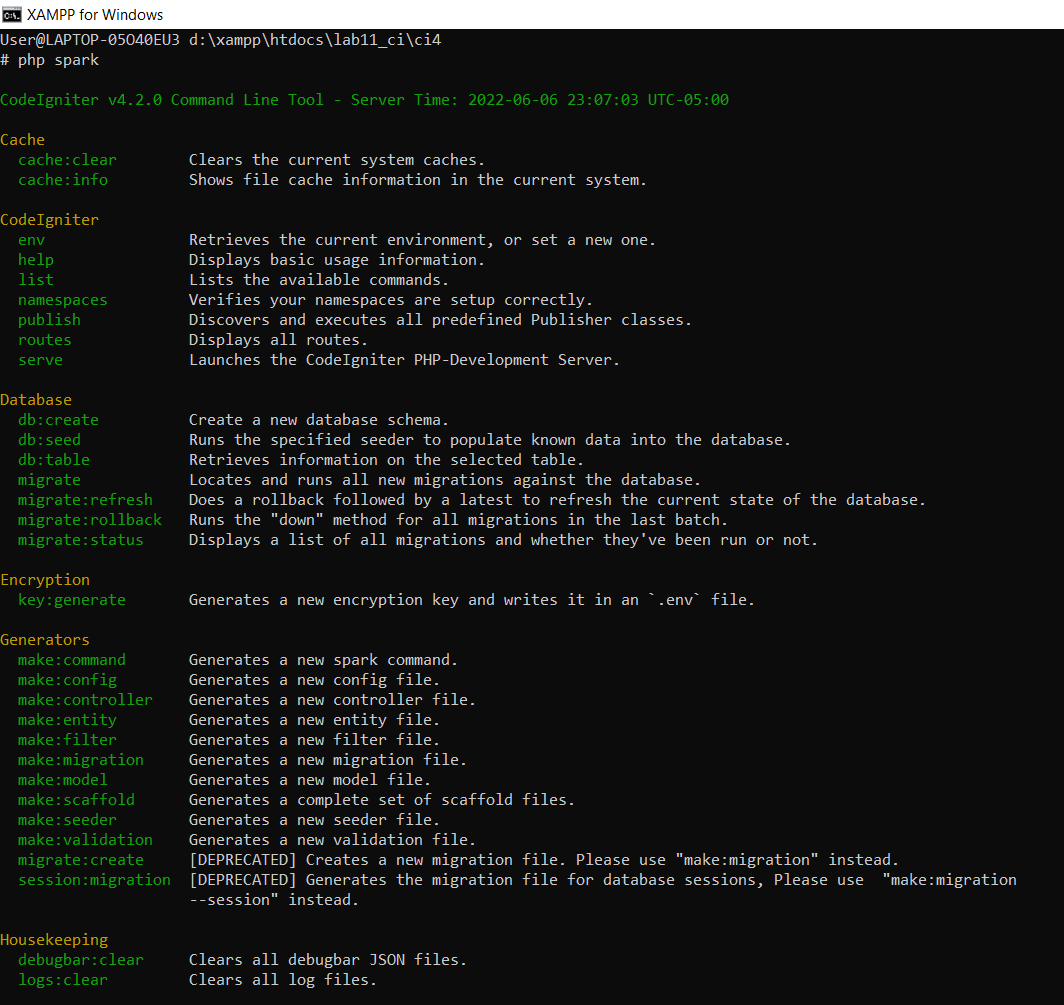 XAMPP for Windows
User@LAPTOP-05O40EU3 d:\xampp\htdocs\lab11_ci\ci4
# php spark
CodeIgniter v4.2.0 Command Line Tool - Server Time: 2022-06-06 23:07:03 UTC-05:00
Cache
  cache:clear        Clears the current system caches.
  cache:info         Shows file cache information in the current system.
CodeIgniter
  env                Retrieves the current environment, or set a new one.
  help               Displays basic usage information.
  list               Lists the available commands.
  namespaces         Verifies your namespaces are setup correctly.
  publish            Discovers and executes all predefined Publisher classes.
  routes             Displays all routes.
  serve              Launches the CodeIgniter PHP-Development Server.
Database
  db:create          Create a new database schema.
  db:seed            Runs the specified seeder to populate known data into the database.
  db:table           Retrieves information on the selected table.
  migrate            Locates and runs all new migrations against the database.
  migrate:refresh    Does a rollback followed by a latest to refresh the current state of the database.
  migrate:rollback   Runs the "down" method for all migrations in the last batch.
  migrate:status     Displays a list of all migrations and whether they've been run or not.
Encryption
  key:generate       Generates a new encryption key and writes it in an `.env` file.
Generators
  make:command       Generates a new spark command.
  make:config        Generates a new config file.
  make:controller    Generates a new controller file.
  make:entity        Generates a new entity file.
  make:filter        Generates a new filter file.
  make:migration     Generates a new migration file.
  make:model         Generates a new model file.
  make:scaffold      Generates a complete set of scaffold files.
  make:seeder        Generates a new seeder file.
  make:validation    Generates a new validation file.
  migrate:create     [DEPRECATED] Creates a new migration file. Please use "make:migration" instead.
  session:migration  [DEPRECATED] Generates the migration file for database sessions, Please use  "make:migration
                     --session" instead.
Housekeeping
  debugbar:clear     Clears all debugbar JSON files.
  logs:clear         Clears all log files.